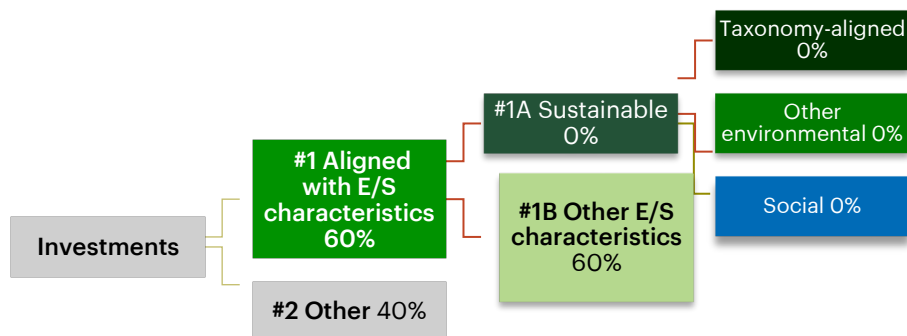 Investments
#1 Aligned
with E/S
characteristics
60%
#2 Other 40%
#1A Sustainable
0%
#1B Other E/S
characteristics
60%
Taxonomy-aligned
0%
Other
environmental 0%
Social 0%